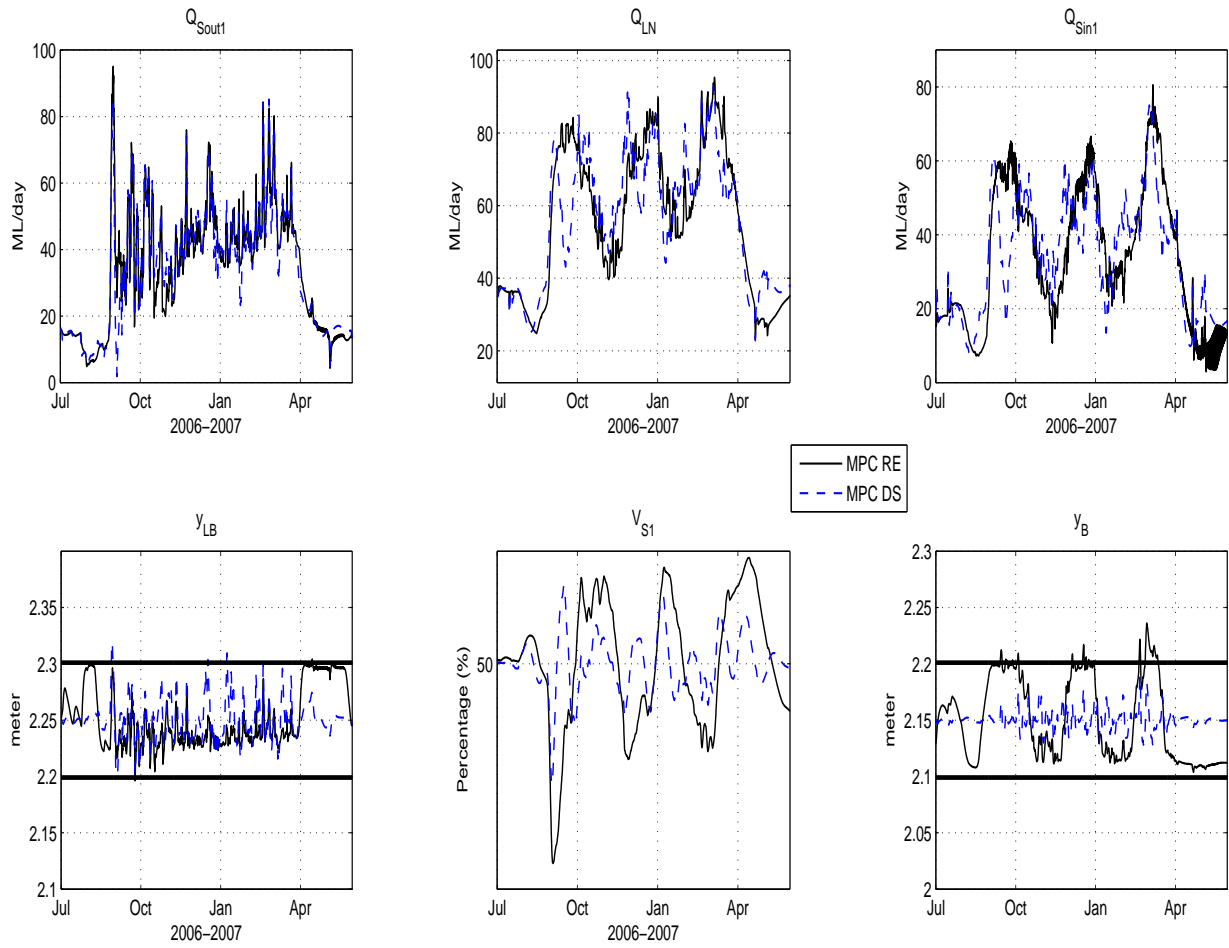 Q_Sout1
100
80
60
40
20
0
ML/day
Jul Oct Jan Apr
2006−2007
Q_LN
100
80
60
40
20
ML/day
Jul Oct Jan Apr
2006−2007
Q_Sin1
80
60
40
20
0
ML/day
Jul Oct Jan Apr
2006−2007
MPC RE
MPC DS
y_LB
2.35
2.3
2.25
2.2
2.15
2.1
meter
Jul Oct Jan Apr
2006−2007
V_S1
50
Percentage (%)
Jul Oct Jan Apr
2006−2007
y_B
2.3
2.25
2.2
2.15
2.1
2.05
2
meter
Jul Oct Jan Apr
2006−2007